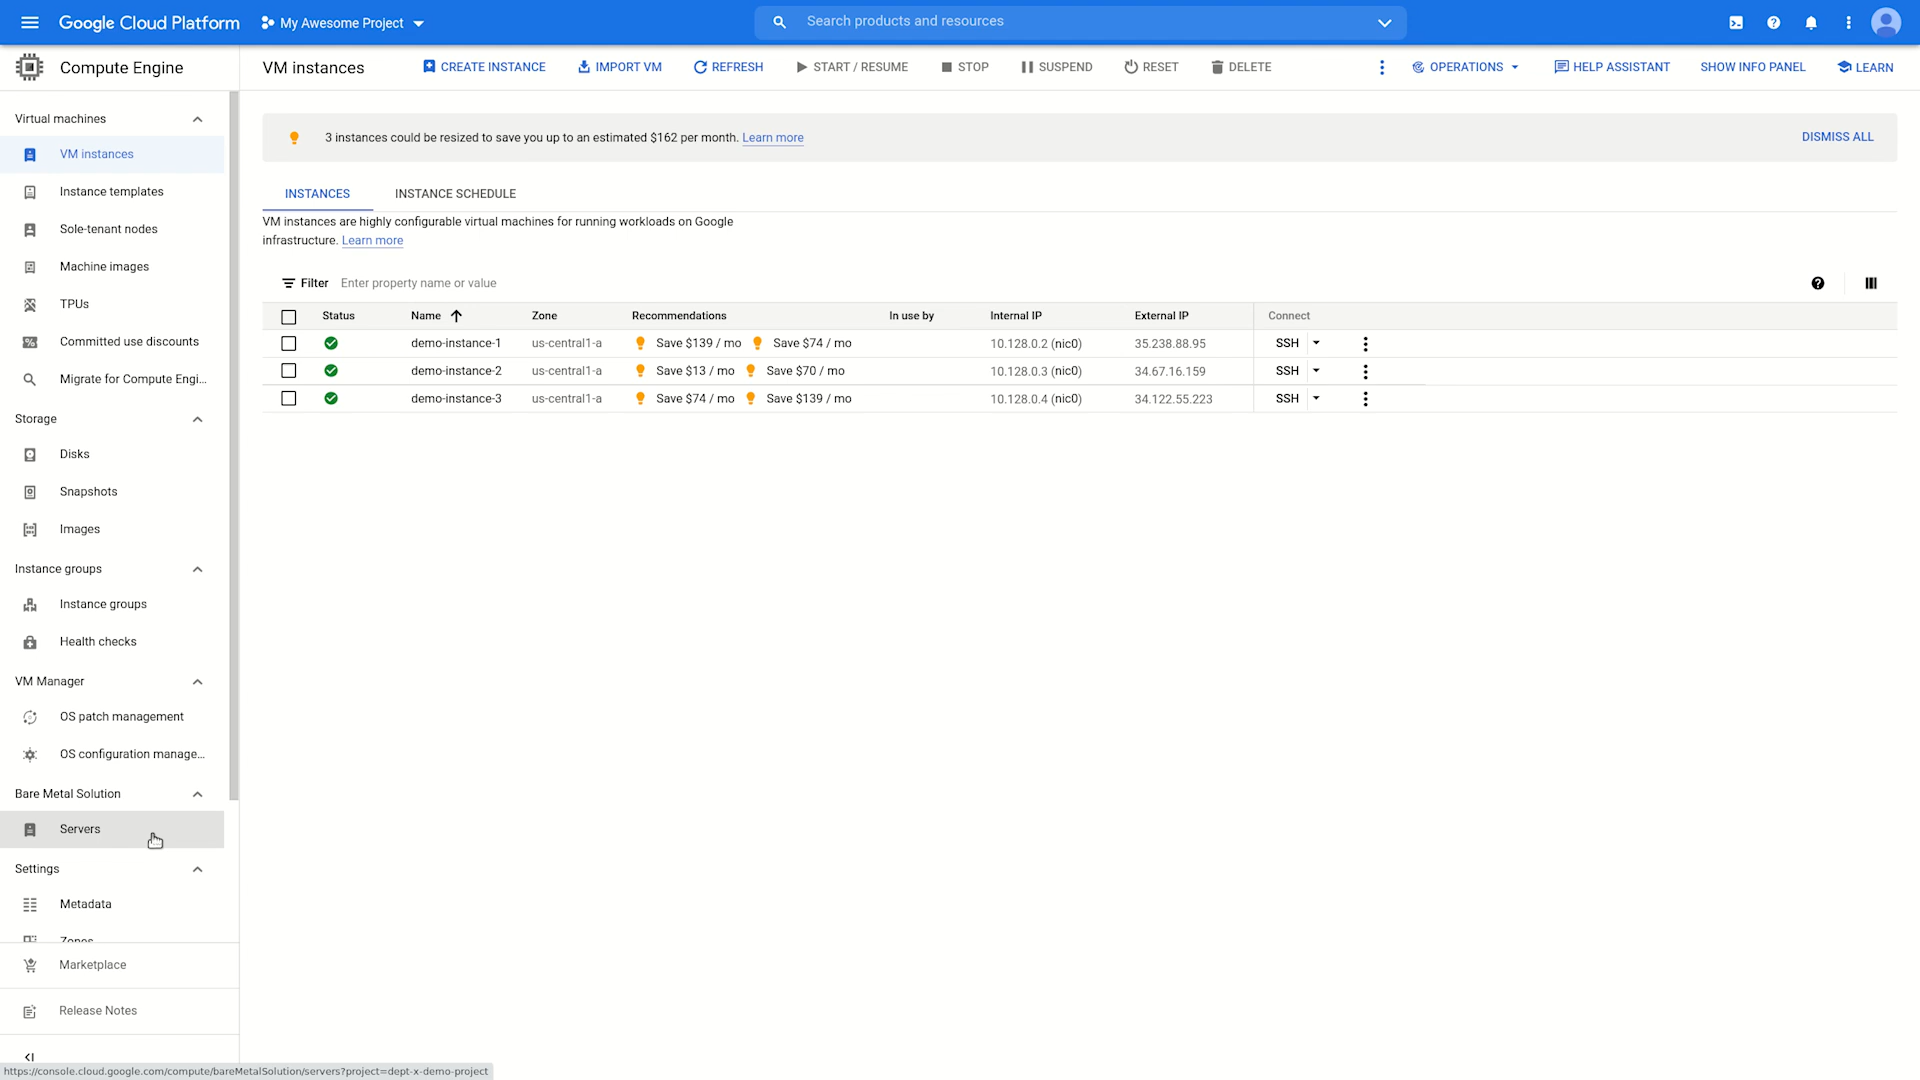 Google Cloud Platform
My Awesome Project
Search products and resources
Compute Engine
VM instances
CREATE INSTANCE
IMPORT VM
REFRESH
START / RESUME
STOP
SUSPEND
RESET
DELETE
OPERATIONS
HELP ASSISTANT
SHOW INFO PANEL
LEARN
Virtual machines
VM instances
Instance templates
Sole-tenant nodes
Machine images
TPUs
Committed use discounts
Migrate for Compute Engi...
Storage
Disks
Snapshots
Images
Instance groups
Instance groups
Health checks
VM Manager
OS patch management
OS configuration manage...
Bare Metal Solution
Servers
Settings
Metadata
Zones
Marketplace
Release Notes
3 instances could be resized to save you up to an estimated $162 per month. Learn more
DISMISS ALL
INSTANCES
INSTANCE SCHEDULE
VM instances are highly configurable virtual machines for running workloads on Google
infrastructure. Learn more
Filter Enter property name or value
Status Name Zone Recommendations In use by Internal IP External IP Connect
demo-instance-1 us-central1-a Save $139 / mo Save $74 / mo 10.128.0.2 (nic0) 35.238.88.95 SSH
demo-instance-2 us-central1-a Save $13 / mo Save $70 / mo 10.128.0.3 (nic0) 34.67.16.159 SSH
demo-instance-3 us-central1-a Save $74 / mo Save $139 / mo 10.128.0.4 (nic0) 34.122.55.223 SSH
https://console.cloud.google.com/compute/bareMetalSolution/servers?project=dept-x-demo-project